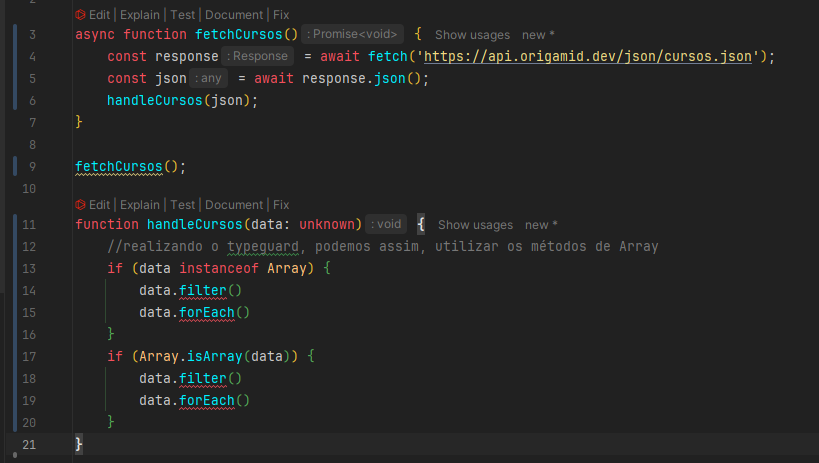 2
Edit | Explain | Test | Document | Fix
3 async function fetchCursos() : Promise<void> { Show usages new *
4 const response : Response = await fetch('https://api.origamid.dev/json/cursos.json');
5 const json : any = await response.json();
6 handleCursos(json);
7 }
8
9 fetchCursos();
10
Edit | Explain | Test | Document | Fix
11 function handleCursos(data: unknown) : void { Show usages new *
12 //realizando o typeguard, podemos assim, utilizar os métodos de Array
13 if (data instanceof Array) {
14 data.filter()
15 data.forEach()
16 }
17 if (Array.isArray(data)) {
18 data.filter()
19 data.forEach()
20 }
21 }